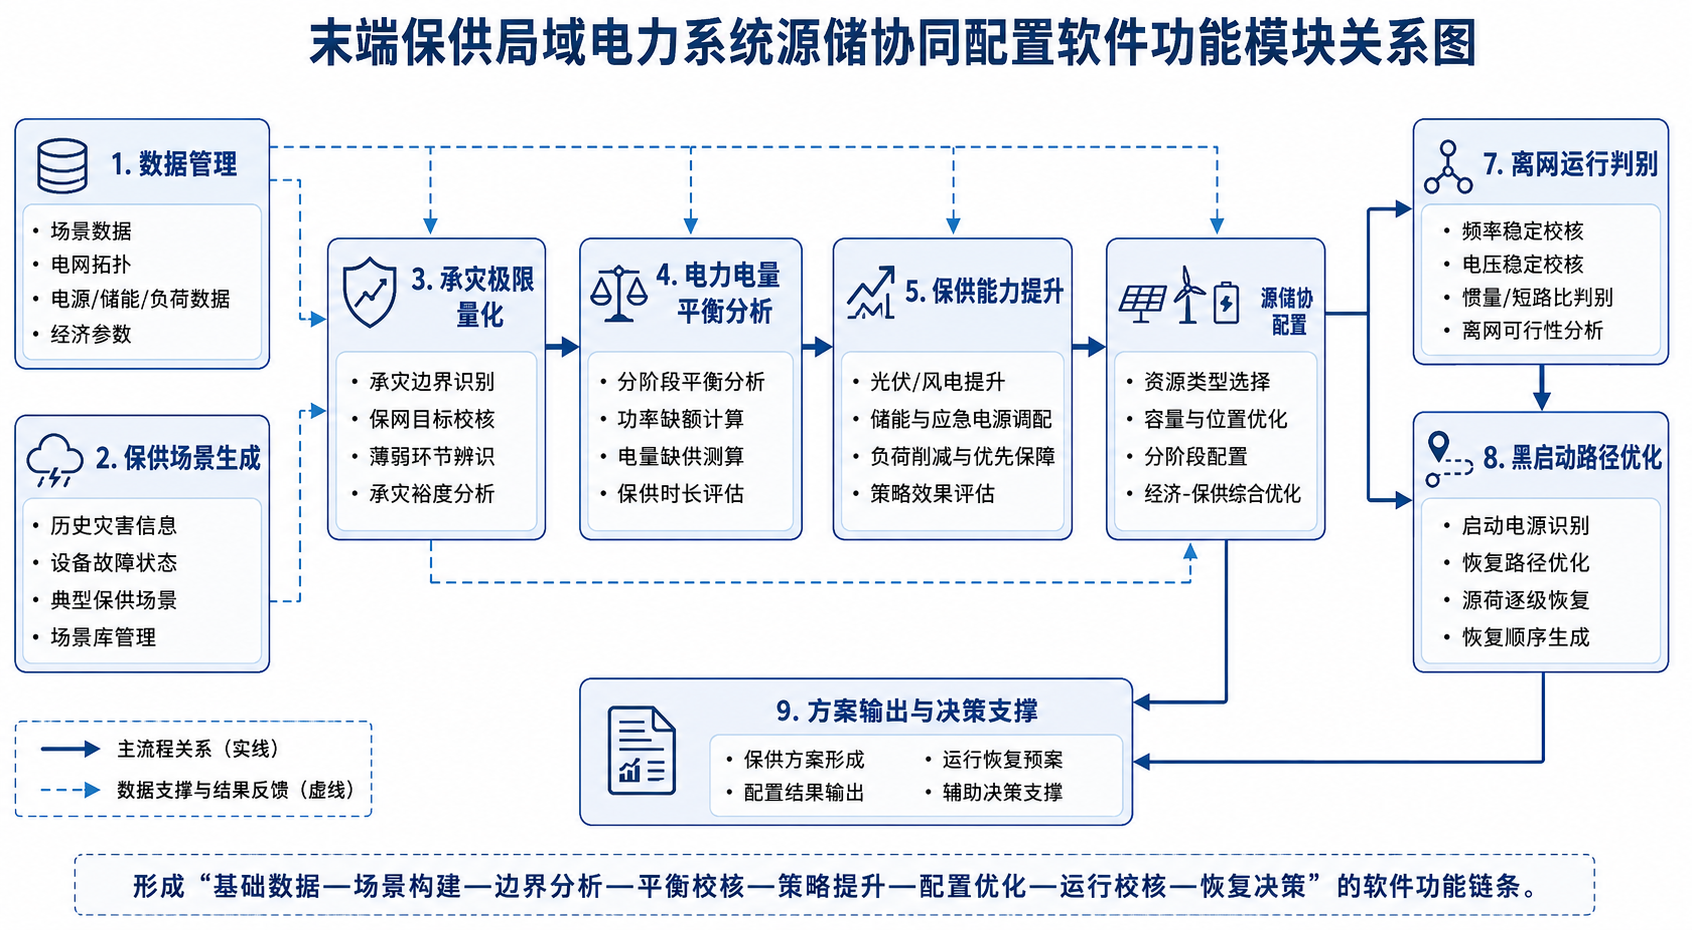 末端保供局域电力系统源储协同配置软件功能模块关系图
1. 数据管理
• 场景数据
• 电网拓扑
• 电源/储能/负荷数据
• 经济参数
2. 保供场景生成
• 历史灾害信息
• 设备故障状态
• 典型保供场景
• 场景库管理
3. 承灾极限
量化
• 承灾边界识别
• 保网目标校核
• 薄弱环节辨识
• 承灾裕度分析
4. 电力电量
平衡分析
• 分阶段平衡分析
• 功率缺额计算
• 电量缺供测算
• 保供时长评估
5. 保供能力提升
• 光伏/风电提升
• 储能与应急电源调配
• 负荷削减与优先保障
• 策略效果评估
源储协
配置
• 资源类型选择
• 容量与位置优化
• 分阶段配置
• 经济-保供综合优化
7. 离网运行判别
• 频率稳定校核
• 电压稳定校核
• 惯量/短路比判别
• 离网可行性分析
8. 黑启动路径优化
• 启动电源识别
• 恢复路径优化
• 源荷逐级恢复
• 恢复顺序生成
9. 方案输出与决策支撑
• 保供方案形成
• 配置结果输出
• 运行恢复预案
• 辅助决策支撑
主流程关系（实线）
数据支撑与结果反馈（虚线）
形成“基础数据—场景构建—边界分析—平衡校核—策略提升—配置优化—运行校核—恢复决策”的软件功能链条。